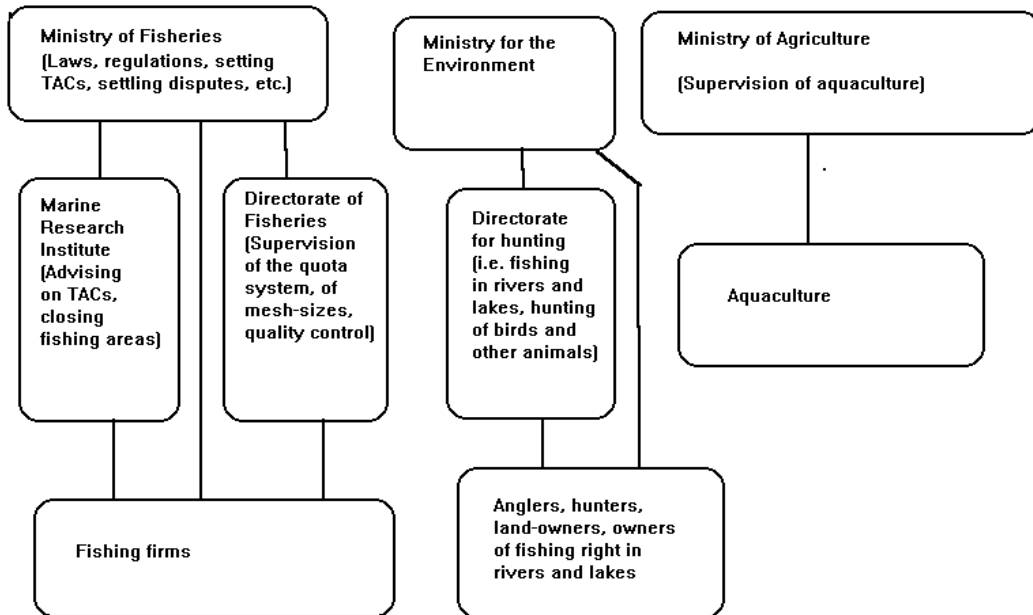 Ministry of Fisheries
(Laws, regulations, setting
TACs, settling disputes, etc.)
Ministry for the
Environment
Ministry of Agriculture
(Supervision of aquaculture)
Marine
Research
Institute
(Advising
on TACs,
closing
fishing areas)
Directorate of
Fisheries
(Supervision
of the quota
system, of
mesh-sizes,
quality control)
Directorate
for hunting
(i.e. fishing
in rivers and
lakes, hunting
of birds and
other animals)
Aquaculture
Fishing firms
Anglers, hunters,
land-owners, owners
of fishing right in
rivers and lakes